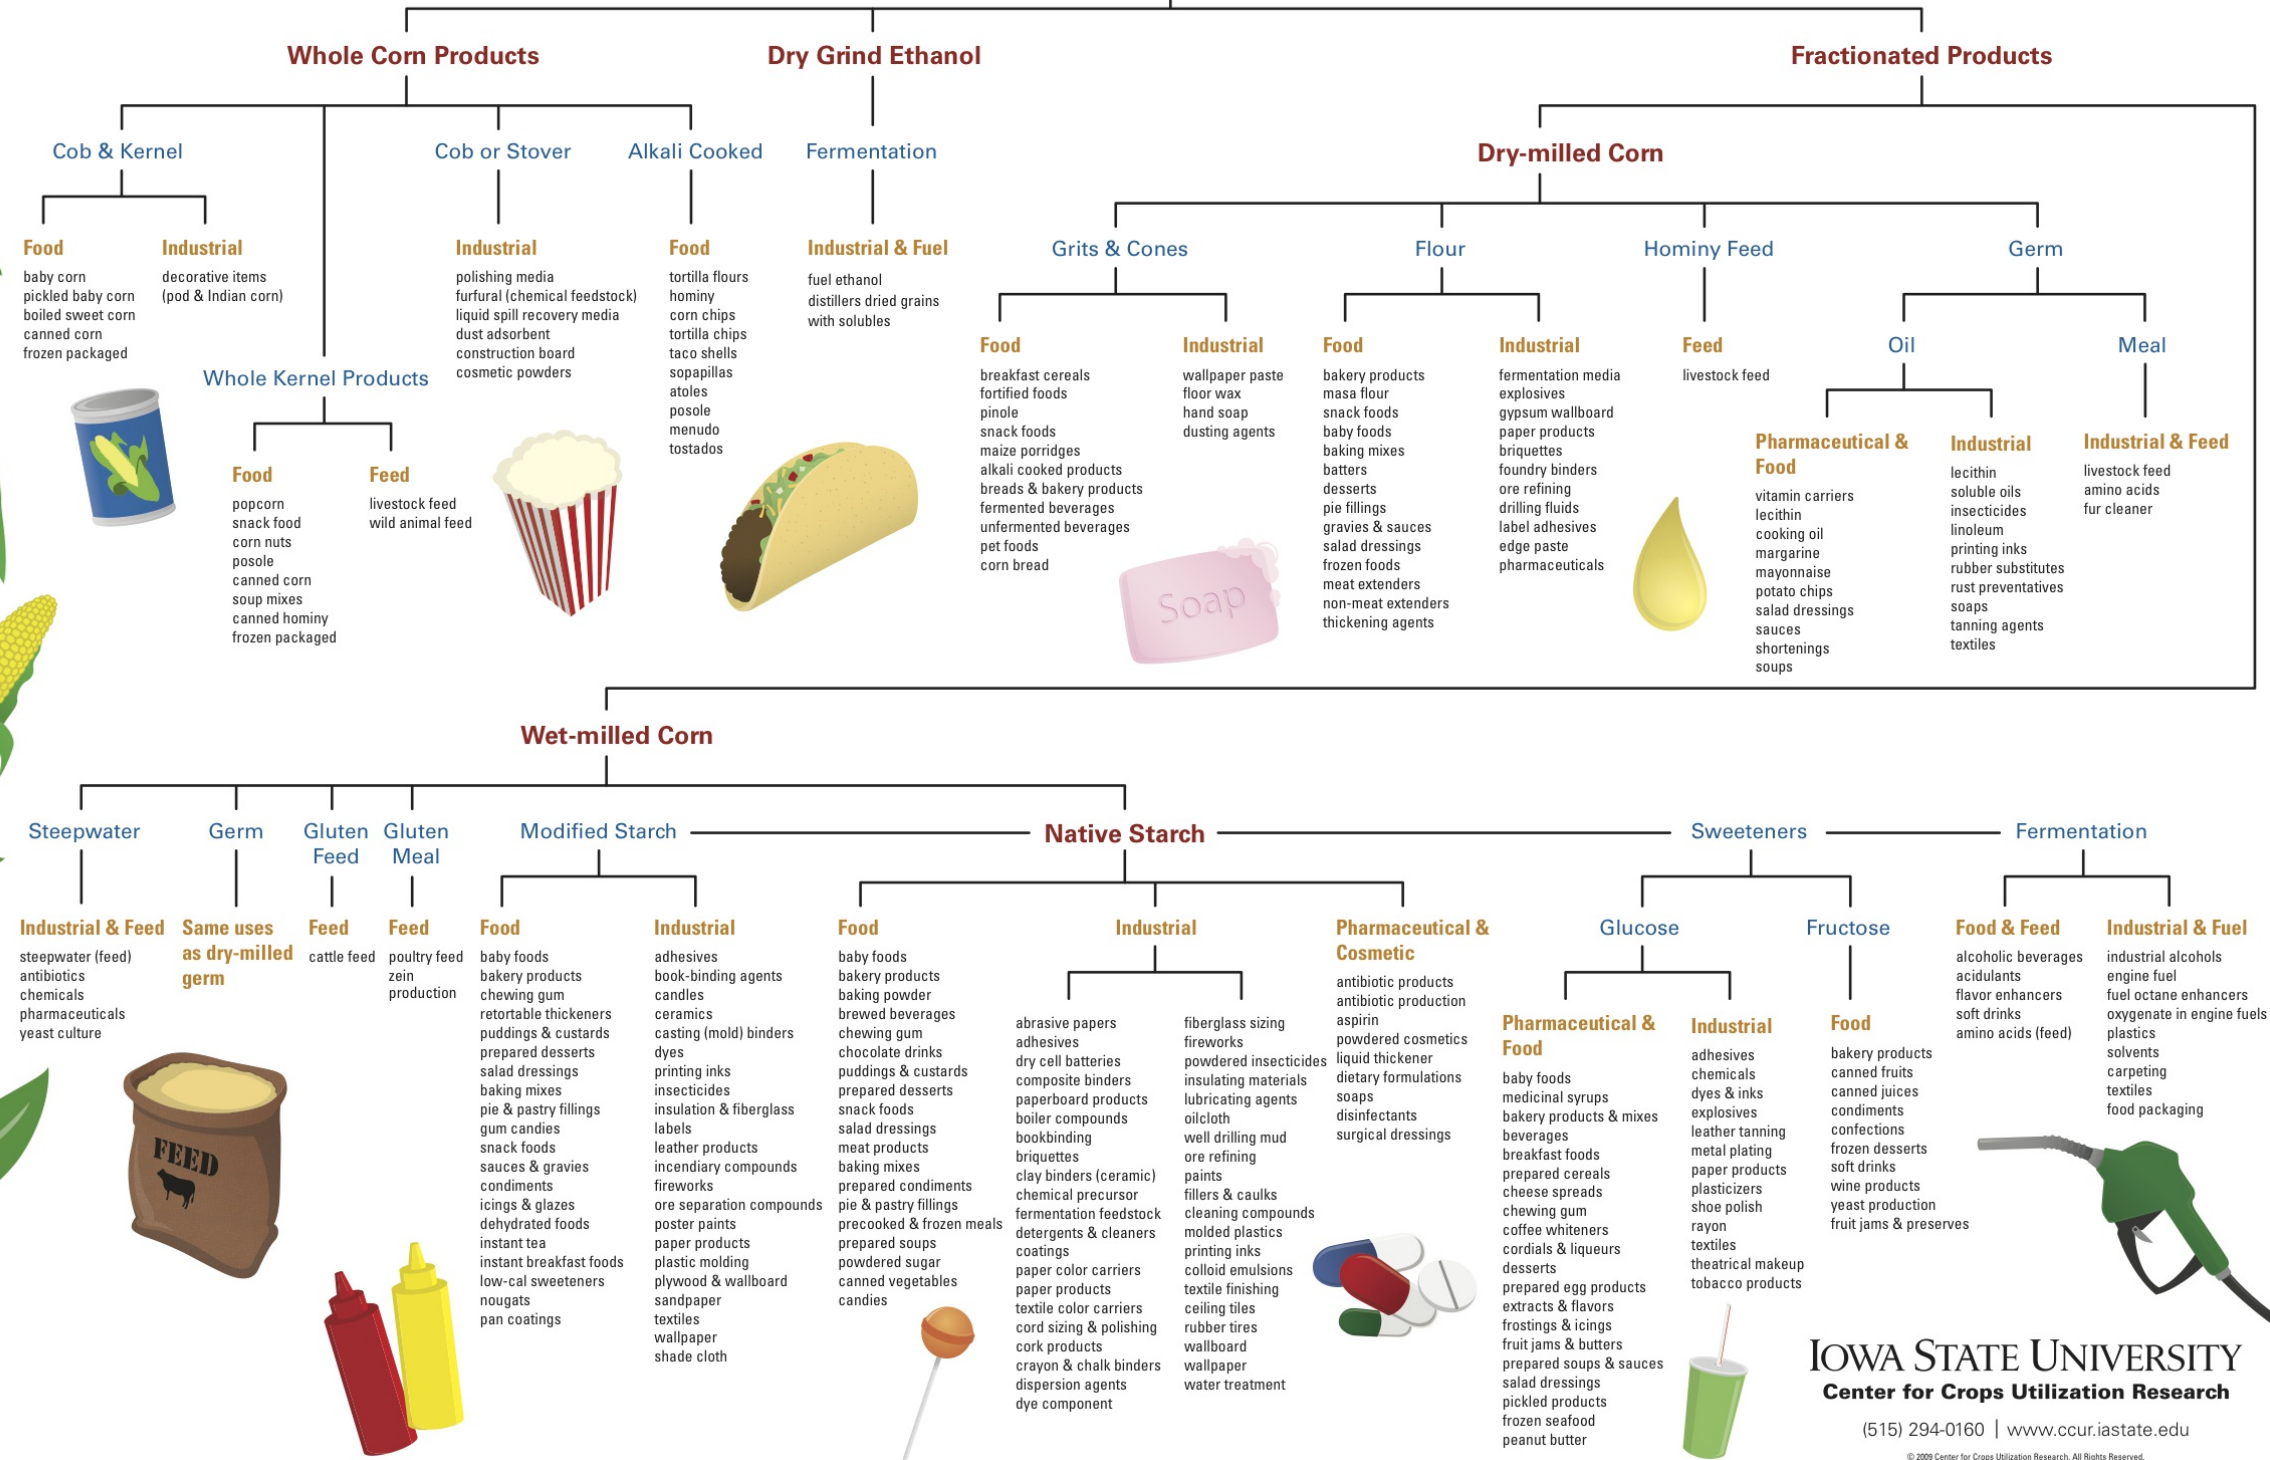 Whole Corn Products
Dry Grind Ethanol
Fractionated Products
Cob & Kernel
Cob or Stover
Alkali Cooked
Fermentation
Dry-milled Corn
Food
baby corn
pickled baby corn
boiled sweet corn
canned corn
frozen packaged
Industrial
decorative items
(pod & Indian corn)
Whole Kernel Products
Food
popcorn
snack food
corn nuts
posole
canned corn
soup mixes
canned hominy
frozen packaged
Feed
livestock feed
wild animal feed
Industrial
polishing media
furfural (chemical feedstock)
liquid spill recovery media
dust adsorbent
construction board
cosmetic powders
Food
tortilla flours
hominy
corn chips
tortilla chips
taco shells
sopapillas
atoles
posole
menudo
tostados
Industrial & Fuel
fuel ethanol
distillers dried grains
with solubles
Grits & Cones
Flour
Hominy Feed
Germ
Food
breakfast cereals
fortified foods
pinole
snack foods
maize porridges
alkali cooked products
breads & bakery products
fermented beverages
unfermented beverages
pet foods
corn bread
Industrial
wallpaper paste
floor wax
hand soap
dusting agents
Soap
Food
bakery products
masa flour
snack foods
baby foods
baking mixes
batters
desserts
pie fillings
gravies & sauces
salad dressings
frozen foods
meat extenders
non-meat extenders
thickening agents
Industrial
fermentation media
explosives
gypsum wallboard
paper products
briquettes
foundry binders
ore refining
drilling fluids
label adhesives
edge paste
pharmaceuticals
Feed
livestock feed
Oil
Meal
Pharmaceutical &
Food
vitamin carriers
lecithin
cooking oil
margarine
mayonnaise
potato chips
salad dressings
sauces
shortenings
soups
Industrial
lecithin
soluble oils
insecticides
linoleum
printing inks
rubber substitutes
rust preventatives
soaps
tanning agents
textiles
Industrial & Feed
livestock feed
amino acids
fur cleaner
Wet-milled Corn
Steepwater
Germ
Gluten
Feed
Gluten
Meal
Modified Starch
Native Starch
Sweeteners
Fermentation
Industrial & Feed
steepwater (feed)
antibiotics
chemicals
pharmaceuticals
yeast culture
Same uses
as dry-milled
germ
Feed
cattle feed
Feed
poultry feed
zein
production
FEED
Food
baby foods
bakery products
chewing gum
retortable thickeners
puddings & custards
prepared desserts
salad dressings
baking mixes
pie & pastry fillings
gum candies
snack foods
sauces & gravies
condiments
icings & glazes
dehydrated foods
instant tea
instant breakfast foods
low-cal sweeteners
nougats
pan coatings
Industrial
adhesives
book-binding agents
candles
ceramics
casting (mold) binders
dyes
printing inks
insecticides
insulation & fiberglass
labels
leather products
incendiary compounds
fireworks
ore separation compounds
poster paints
paper products
plastic molding
plywood & wallboard
sandpaper
textiles
wallpaper
shade cloth
Food
baby foods
bakery products
baking powder
brewed beverages
chewing gum
chocolate drinks
puddings & custards
prepared desserts
snack foods
salad dressings
meat products
baking mixes
prepared condiments
pie & pastry fillings
precooked & frozen meals
prepared soups
powdered sugar
canned vegetables
candies
Industrial
abrasive papers
adhesives
dry cell batteries
composite binders
paperboard products
boiler compounds
bookbinding
briquettes
clay binders (ceramic)
chemical precursor
fermentation feedstock
detergents & cleaners
coatings
paper color carriers
paper products
textile color carriers
cord sizing & polishing
cork products
crayon & chalk binders
dispersion agents
dye component
fiberglass sizing
fireworks
powdered insecticides
insulating materials
lubricating agents
oilcloth
well drilling mud
ore refining
paints
fillers & caulks
cleaning compounds
molded plastics
printing inks
colloid emulsions
textile finishing
ceiling tiles
rubber tires
wallboard
wallpaper
water treatment
Pharmaceutical &
Cosmetic
antibiotic products
antibiotic production
aspirin
powdered cosmetics
liquid thickener
dietary formulations
soaps
disinfectants
surgical dressings
Glucose
Fructose
Pharmaceutical &
Food
baby foods
medicinal syrups
bakery products & mixes
beverages
breakfast foods
prepared cereals
cheese spreads
chewing gum
coffee whiteners
cordials & liqueurs
desserts
prepared egg products
extracts & flavors
frostings & icings
fruit jams & butters
prepared soups & sauces
salad dressings
pickled products
frozen seafood
peanut butter
Industrial
adhesives
chemicals
dyes & inks
explosives
leather tanning
metal plating
paper products
plasticizers
shoe polish
rayon
textiles
theatrical makeup
tobacco products
Food
bakery products
canned fruits
canned juices
condiments
confections
frozen desserts
soft drinks
wine products
yeast production
fruit jams & preserves
Food & Feed
alcoholic beverages
acidulants
flavor enhancers
soft drinks
amino acids (feed)
Industrial & Fuel
industrial alcohols
engine fuel
fuel octane enhancers
oxygenate in engine fuels
plastics
solvents
carpeting
textiles
food packaging
IOWA STATE UNIVERSITY
Center for Crops Utilization Research
(515) 294-0160 | www.ccur.iastate.edu
© 2009 Center for Crops Utilization Research. All Rights Reserved.